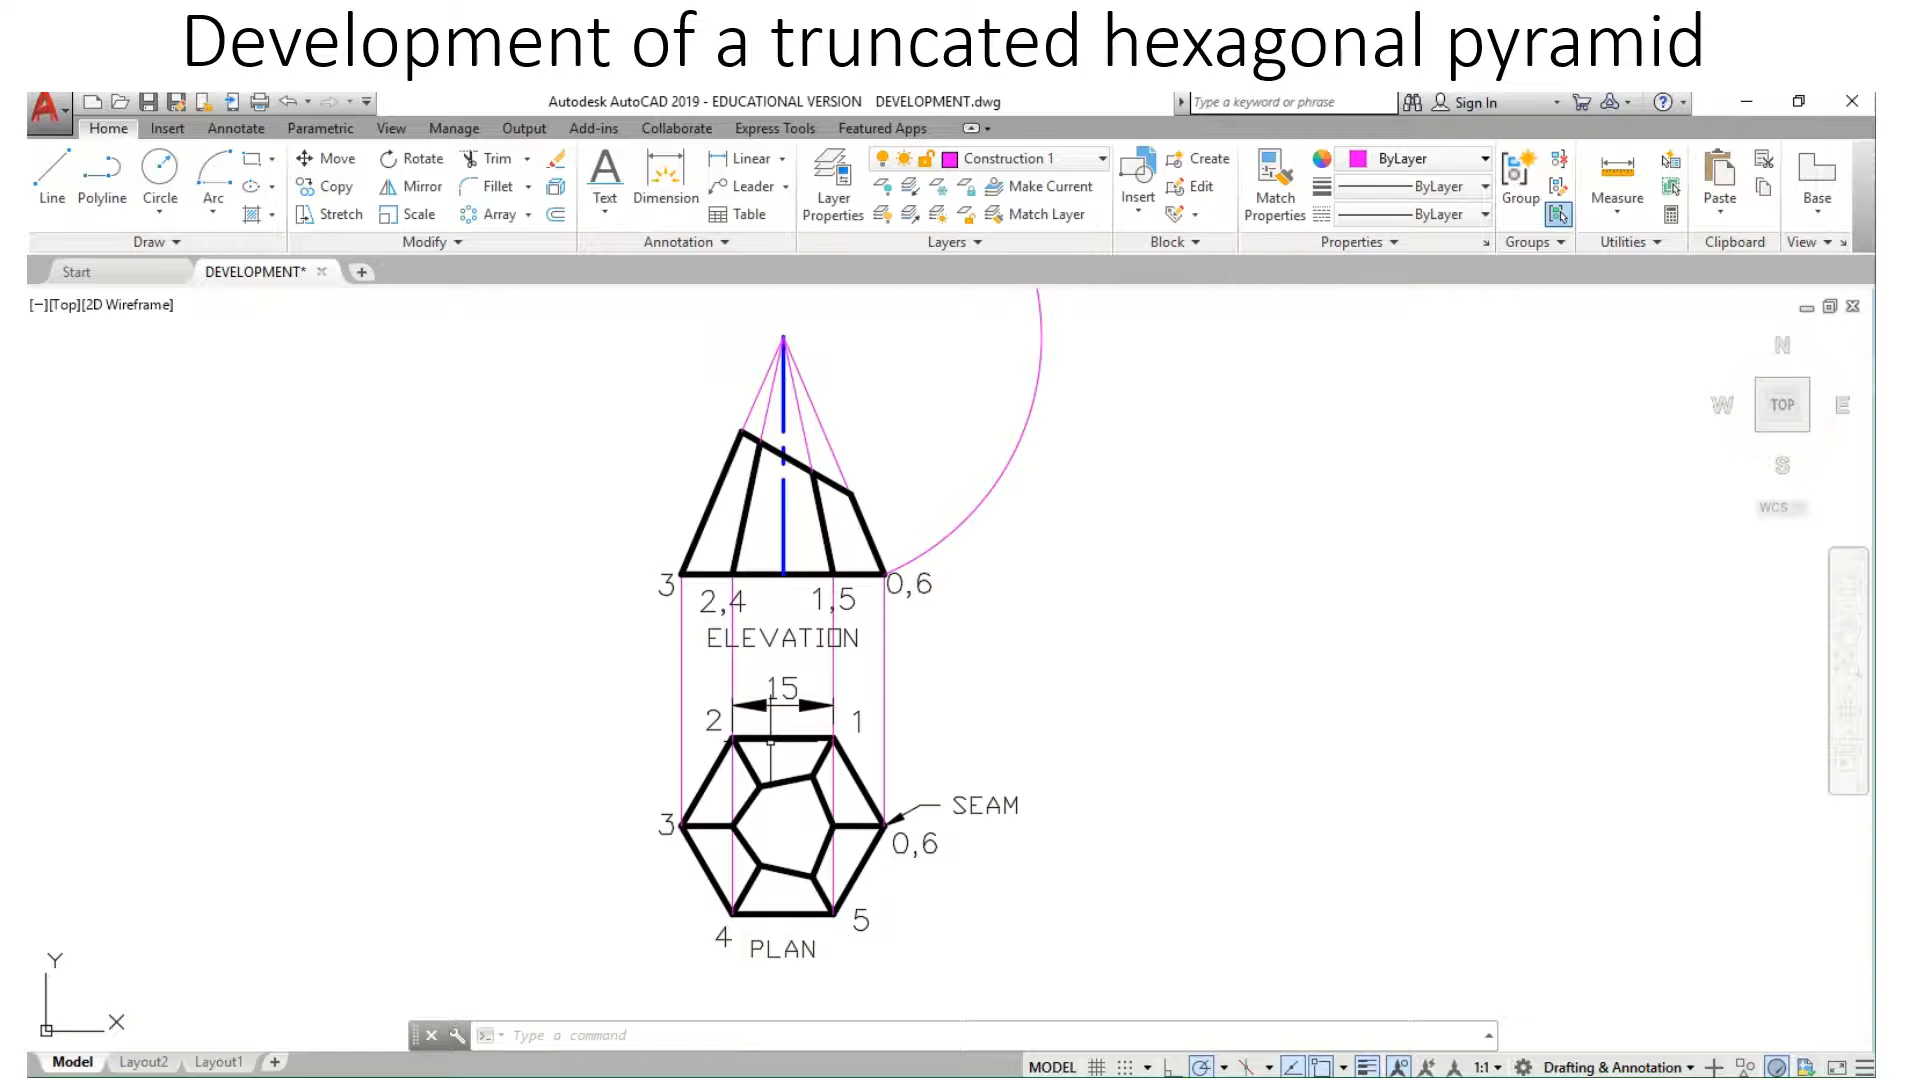 Development of a truncated hexagonal pyramid
Autodesk AutoCAD 2019 - EDUCATIONAL VERSION DEVELOPMENT.dwg
Type a keyword or phrase
Sign In
Home Insert Annotate Parametric View Manage Output Add-ins Collaborate Express Tools Featured Apps
Line Polyline Circle Arc
Draw
Move Rotate Trim
Copy Mirror Fillet
Stretch Scale Array
Modify
Text Dimension
Linear
Leader
Table
Annotation
Layer Properties
Construction 1
Make Current
Match Layer
Layers
Insert
Create
Edit
Block
Match Properties
ByLayer
ByLayer
ByLayer
Properties
Group
Groups
Measure
Utilities
Paste
Clipboard
Base
View
Start DEVELOPMENT*
[−][Top][2D Wireframe]
N
W TOP E
S
WCS
3 2,4 1,5 0,6
ELEVATION
15
2 1
SEAM
3 0,6
4 5
PLAN
Y
X
Type a command
Model Layout2 Layout1
MODEL 1:1 Drafting & Annotation